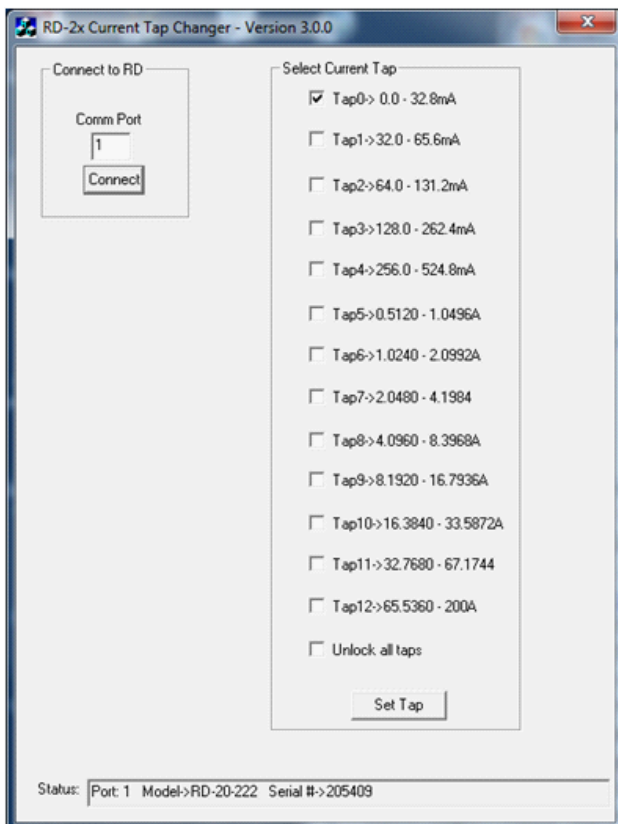 RD-2x Current Tap Changer - Version 3.0.0
Connect to RD
Comm Port
1
Connect
Select Current Tap
Tap0-> 0.0 - 32.8mA
Tap1->32.0 - 65.6mA
Tap2->64.0 - 131.2mA
Tap3->128.0 - 262.4mA
Tap4->256.0 - 524.8mA
Tap5->0.5120 - 1.0496A
Tap6->1.0240 - 2.0992A
Tap7->2.0480 - 4.1984
Tap8->4.0960 - 8.3968A
Tap9->8.1920 - 16.7936A
Tap10->16.3840 - 33.5872A
Tap11->32.7680 - 67.1744
Tap12->65.5360 - 200A
Unlock all taps
Set Tap
Status: Port: 1 Model->RD-20-222 Serial #->205409